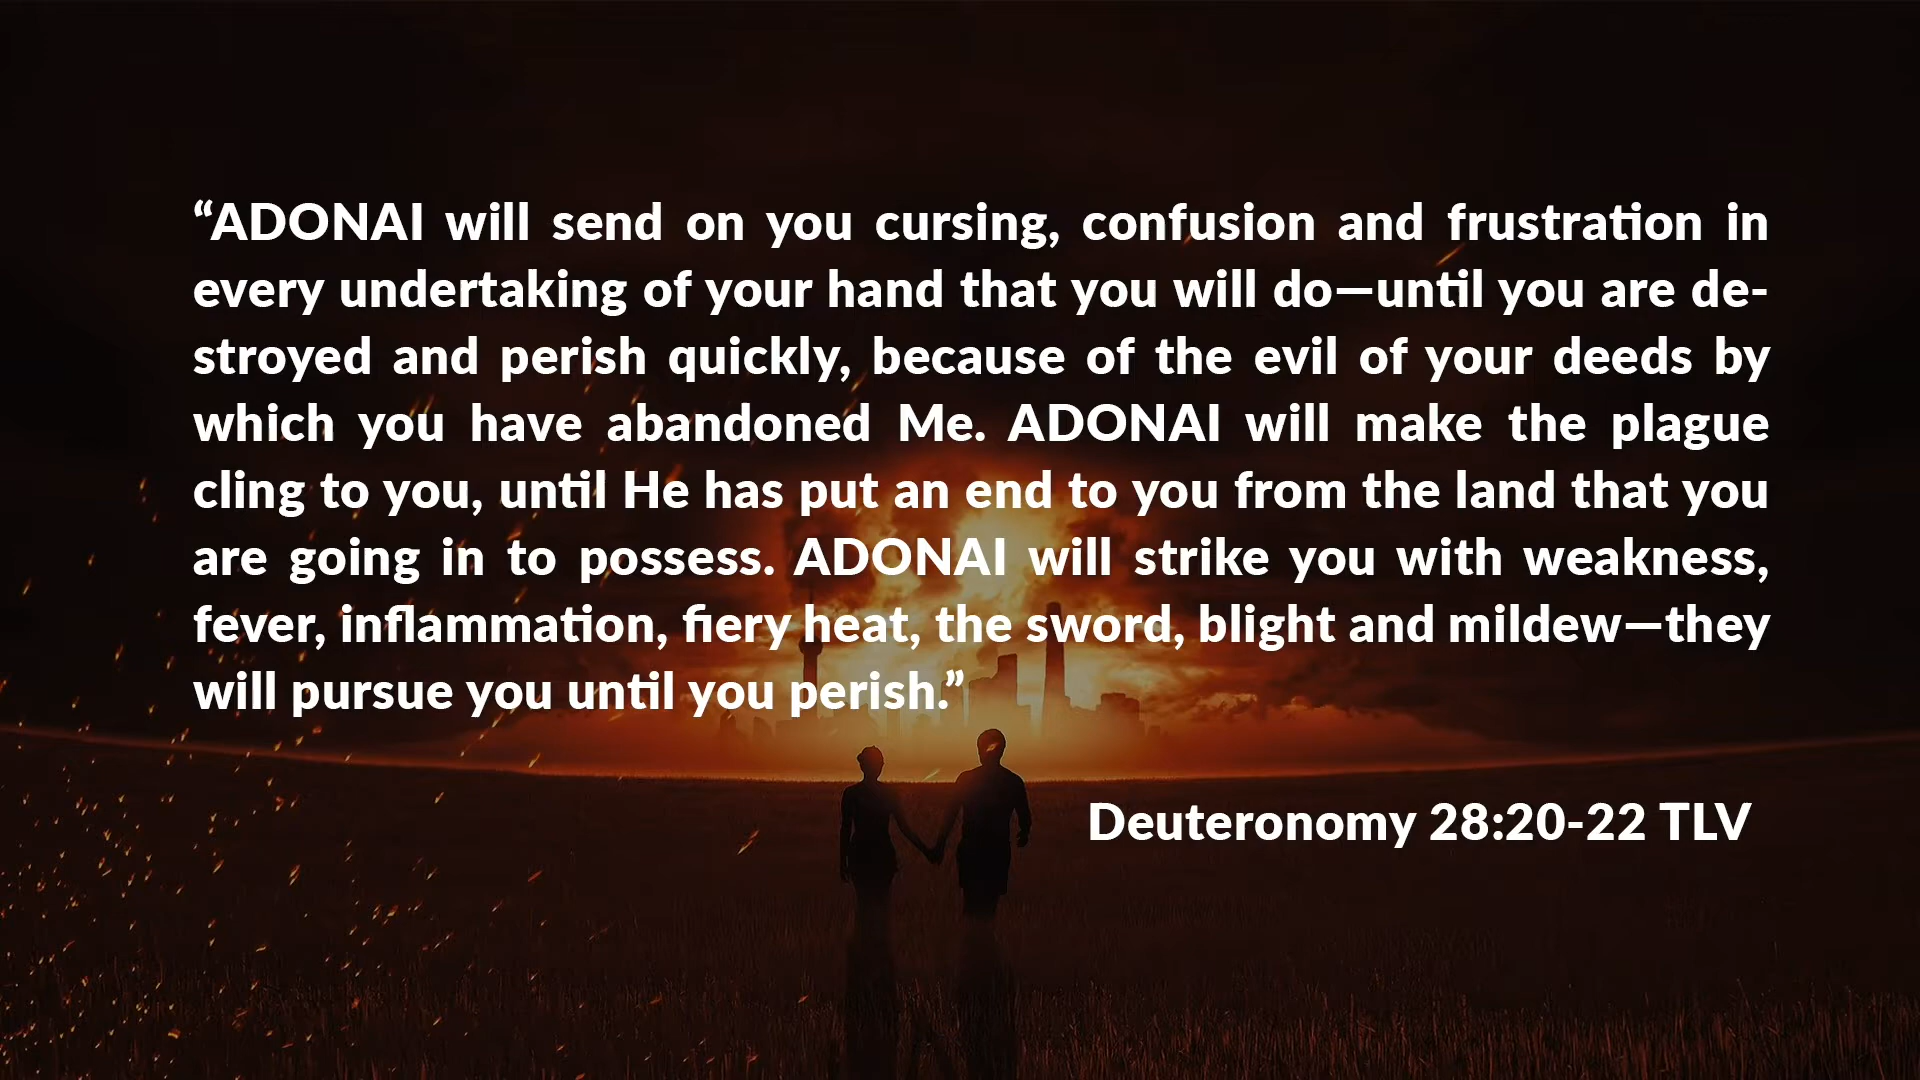 “ADONAI will send on you cursing, confusion and frustration in
every undertaking of your hand that you will do—until you are de-
stroyed and perish quickly, because of the evil of your deeds by
which you have abandoned Me. ADONAI will make the plague
cling to you, until He has put an end to you from the land that you
are going in to possess. ADONAI will strike you with weakness,
fever, inflammation, fiery heat, the sword, blight and mildew—they
will pursue you until you perish.”
Deuteronomy 28:20-22 TLV